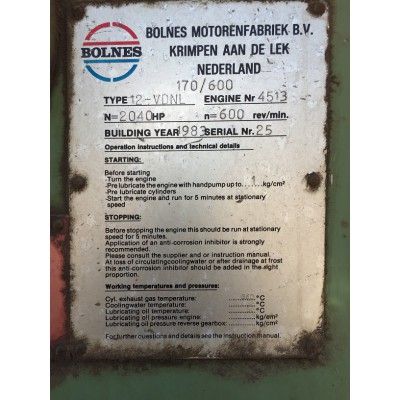 BOLNES
BOLNES MOTORENFABRIEK B.V.
KRIMPEN AAN DE LEK
NEDERLAND
170/600
TYPE 12-VDNL ENGINE Nr 4513
N=2040 HP n=600 rev/min.
BUILDING YEAR 1983 SERIAL Nr. 25
Operation instructions and technical details
STARTING:
Before starting
-Turn the engine
-Pre lubricate the engine with handpump up to 1 kg/cm²
-Pre lubricate cylinders
-Start the engine and run for 5 minutes at stationary
speed
STOPPING:
Before stopping the engine this should be run at stationary
speed for 5 minutes.
Application of an anti-corrosion inhibitor is strongly
recommended.
Please consult the supplier and or instruction manual.
At loss of circulatingcoolingwater or after drainage at frost
this anti-corrosion inhibitor should be added in the right
proportion.
Working temperatures and pressures:
Cyl. exhaust gas temperature: °C
Coolingwater temperature: °C
Lubricating oil temperature: °C
Lubricating oil pressure engine: kg/cm²
Lubricating oil pressure reverse gearbox: kg/cm²
For further questions and details see the instruction manual.